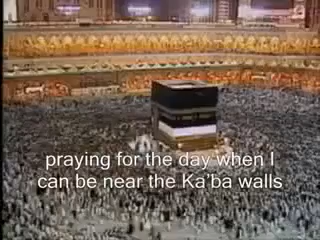 praying for the day when I
can be near the Ka'ba walls